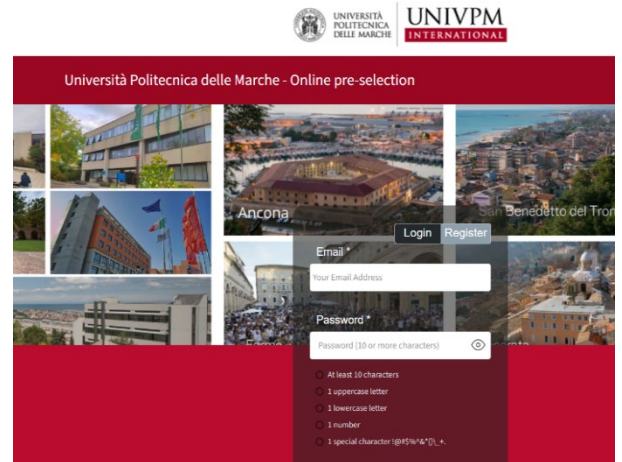 UNIVERSITÀ
POLITECNICA
DELLE MARCHE
UNIVPM
INTERNATIONAL
Università Politecnica delle Marche - Online pre-selection
Ancona
San Benedetto del Tron
Login Register
Email *
Your Email Address
Password *
Password (10 or more characters)
At least 10 characters
1 uppercase letter
1 lowercase letter
1 number